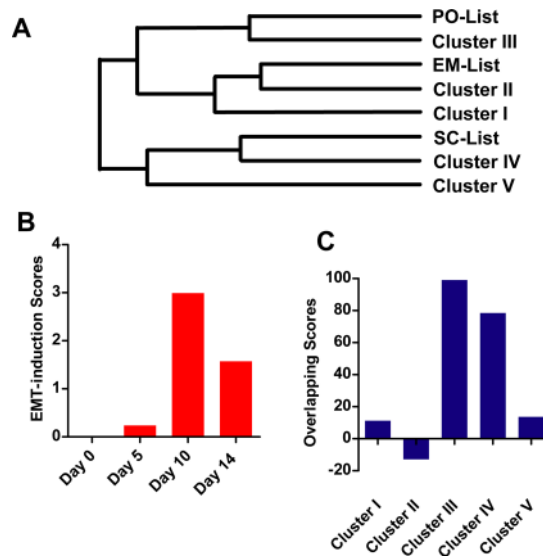 A
PO-List
Cluster III
EM-List
Cluster II
Cluster I
SC-List
Cluster IV
Cluster V
B
EMT-induction Scores
4
3
2
1
0
Day 0
Day 5
Day 10
Day 14
C
Overlapping Scores
100
80
60
40
20
0
-20
Cluster I
Cluster II
Cluster III
Cluster IV
Cluster V